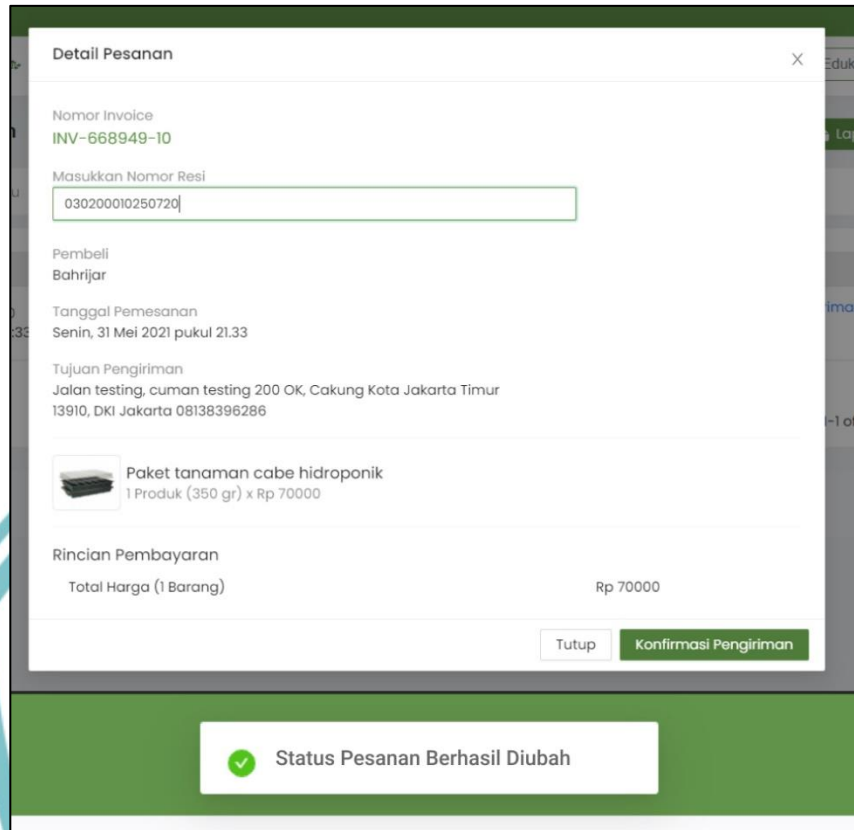 Detail Pesanan
Nomor Invoice
INV-668949-10
Masukkan Nomor Resi
030200010250720
Pembeli
Bahrijar
Tanggal Pemesanan
Senin, 31 Mei 2021 pukul 21.33
Tujuan Pengiriman
Jalan testing, cuman testing 200 OK, Cakung Kota Jakarta Timur
13910, DKI Jakarta 08138396286
Paket tanaman cabe hidroponik
1 Produk (350 gr) x Rp 70000
Rincian Pembayaran
Total Harga (1 Barang) Rp 70000
Tutup Konfirmasi Pengiriman
Status Pesanan Berhasil Diubah